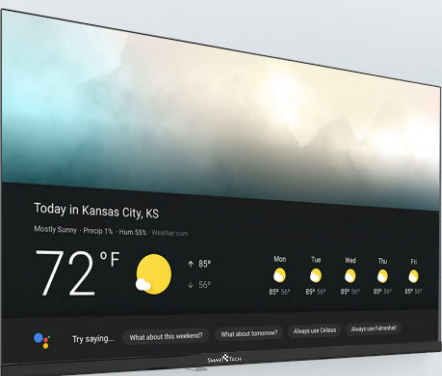 Today in Kansas City, KS
Mostly Sunny · Precip 1% · Hum 55% · Weather.com
72°F
↑ 85°
↓ 56°
Mon Tue Wed Thu Fri
85° 56° 85° 56° 85° 56° 85° 56° 85° 56°
Try saying... What about this weekend? What about tomorrow? Always use Celsius Always use Fahrenheit
SMART TECH